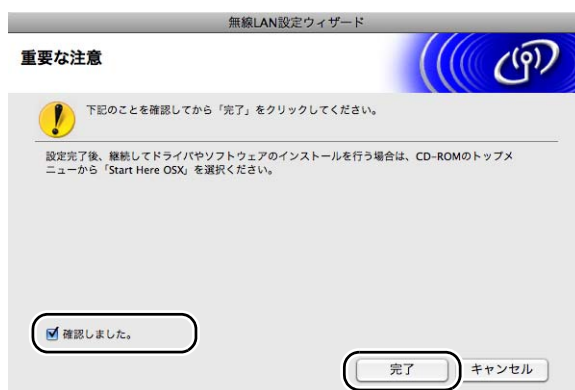 無線LAN設定ウィザード
重要な注意
下記のことを確認してから「完了」をクリックしてください。
設定完了後、継続してドライバやソフトウェアのインストールを行う場合は、CD-ROMのトップメ
ニューから「Start Here OSX」を選択ください。
確認しました。
完了 キャンセル